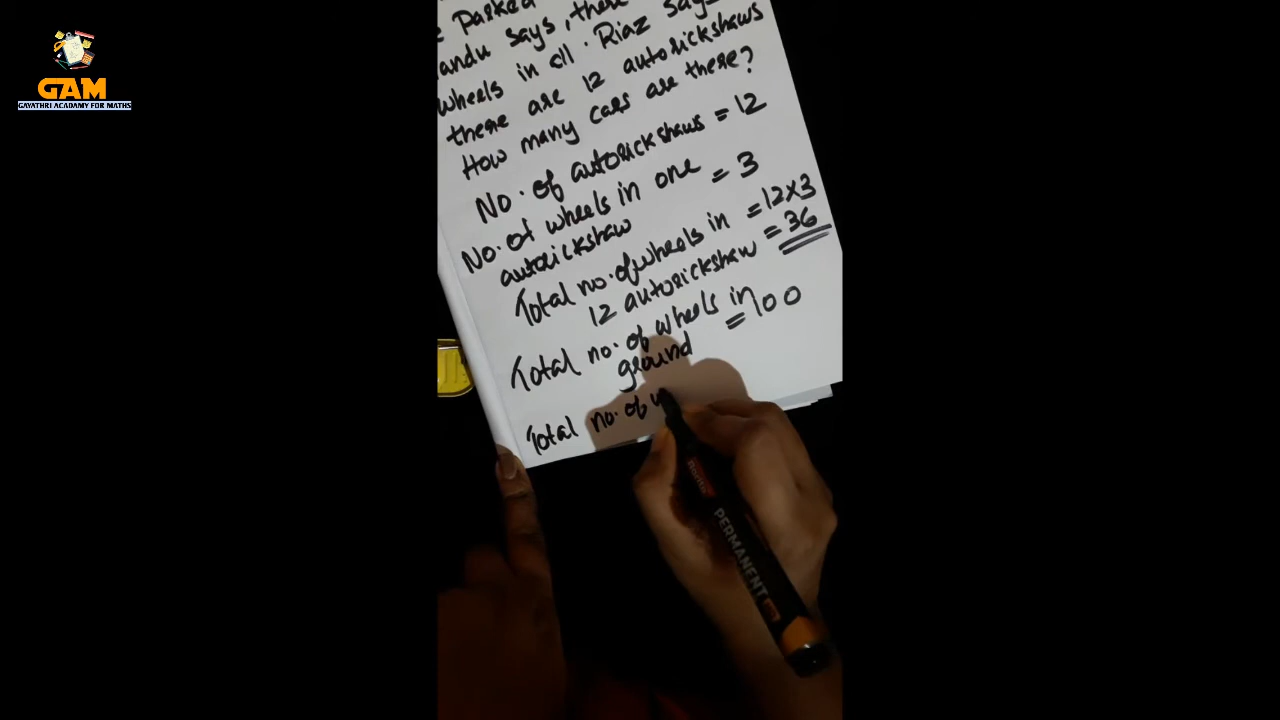 GAM
GAYATHRI ACADAMY FOR MATHS
Parked
says, there
wheels in all. Riaz says
there are 12 autorickshaws
How many cars are there?
No. of autorickshaws = 12
No. of wheels in one = 3
autorickshaw
Total no. of wheels in = 12x3
12 autorickshaw = 36
Total no. of wheels in = 100
ground
Total no. of w
PERMANENT